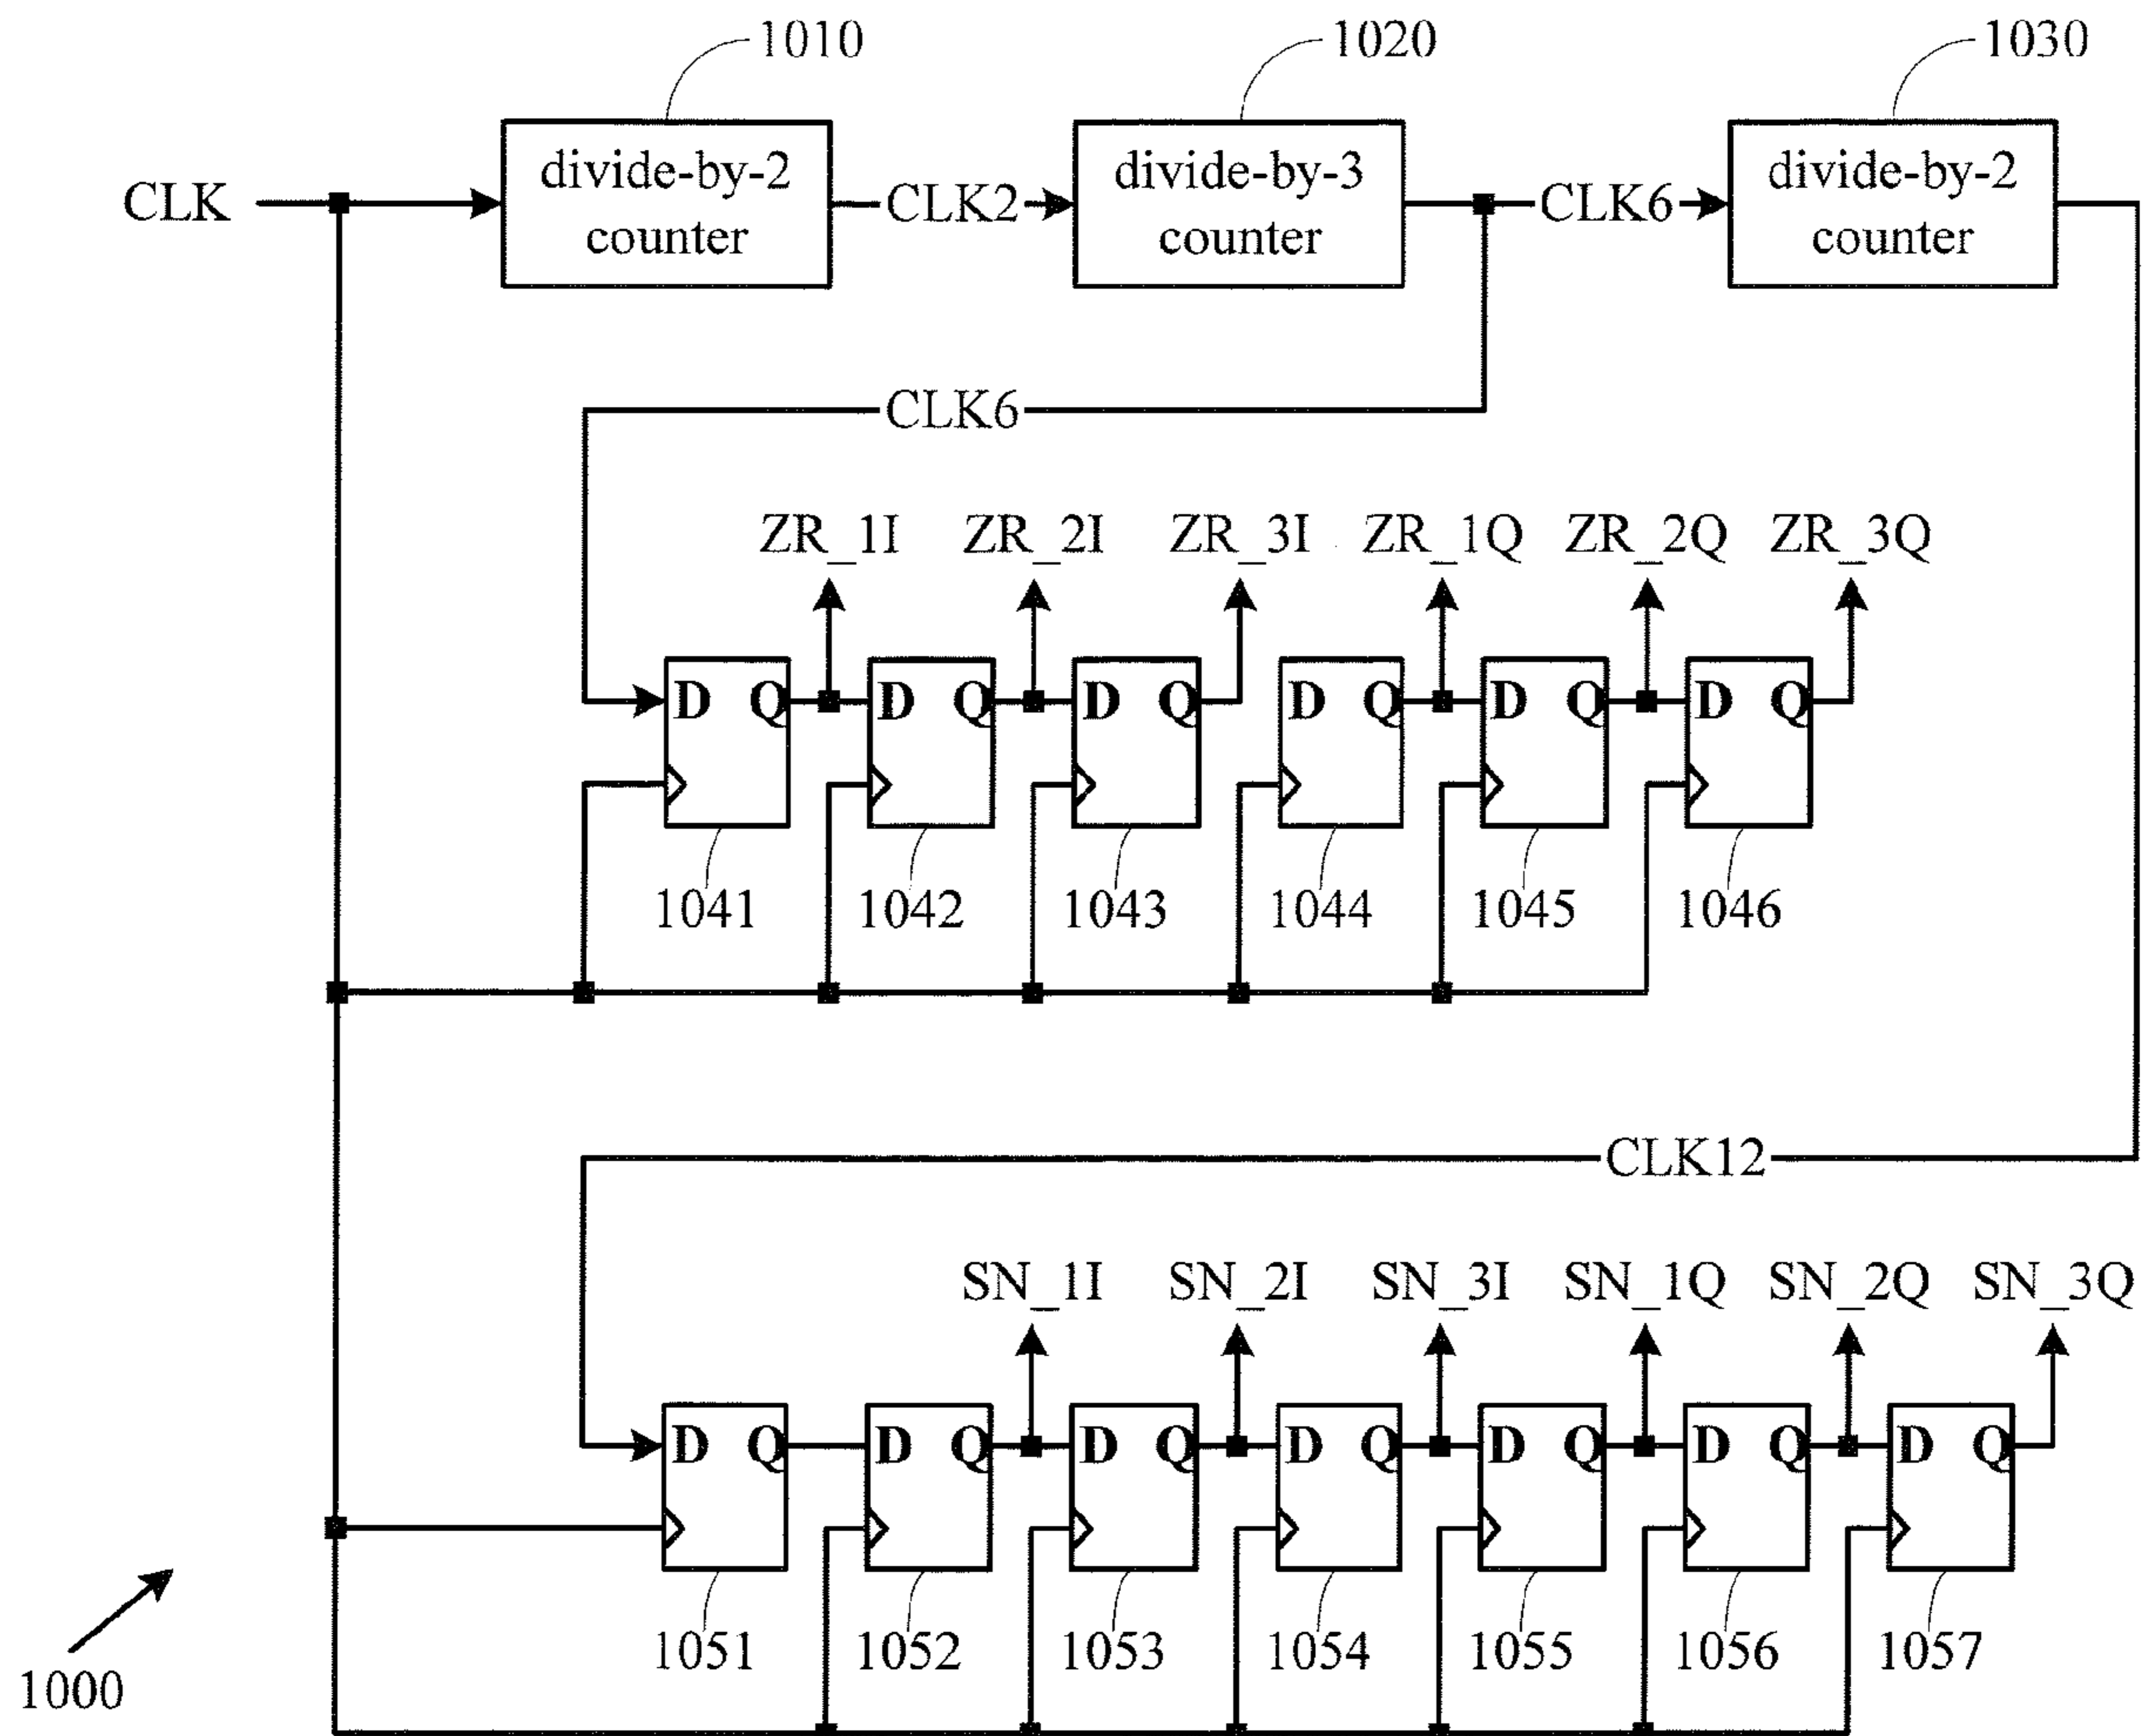 1010 1020 1030
CLK divide-by-2 counter CLK2 divide-by-3 counter CLK6 divide-by-2 counter
CLK6
ZR_1I ZR_2I ZR_3I ZR_1Q ZR_2Q ZR_3Q
D Q D Q D Q D Q D Q D Q
1041 1042 1043 1044 1045 1046
CLK12
SN_1I SN_2I SN_3I SN_1Q SN_2Q SN_3Q
D Q D Q D Q D Q D Q D Q D Q
1051 1052 1053 1054 1055 1056 1057
1000